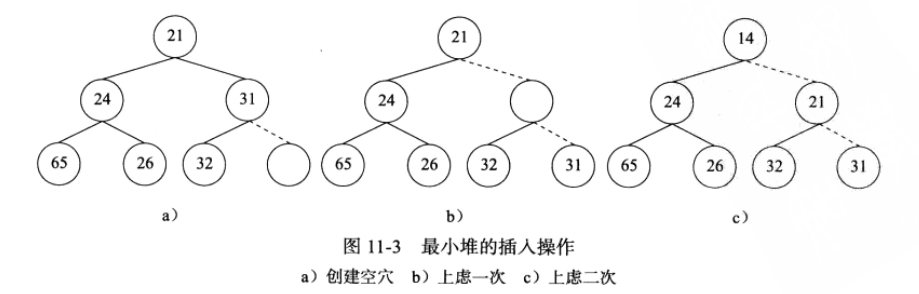 21 21 14
24 31 24 24 21
65 26 32 65 26 32 31 65 26 32 31
a） b） c）
图 11-3 最小堆的插入操作
a）创建空穴 b）上虑一次 c）上虑二次